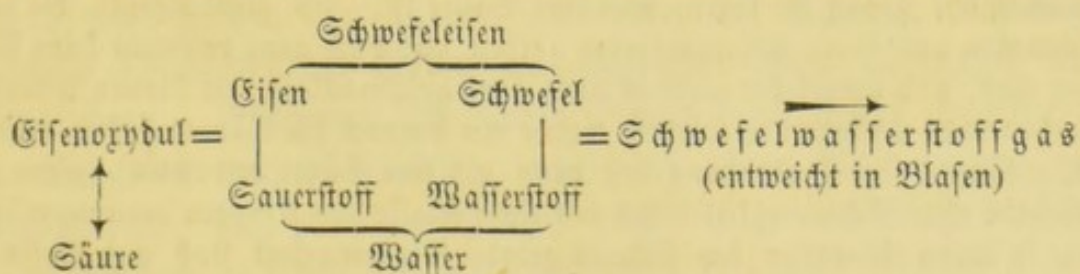 Schwefeleisen
Eisen Schwefel
Eisenoxydul= =Schwefelwasserstoffgas
(entweicht in Blasen)
Sauerstoff Wasserstoff
Säure Wasser